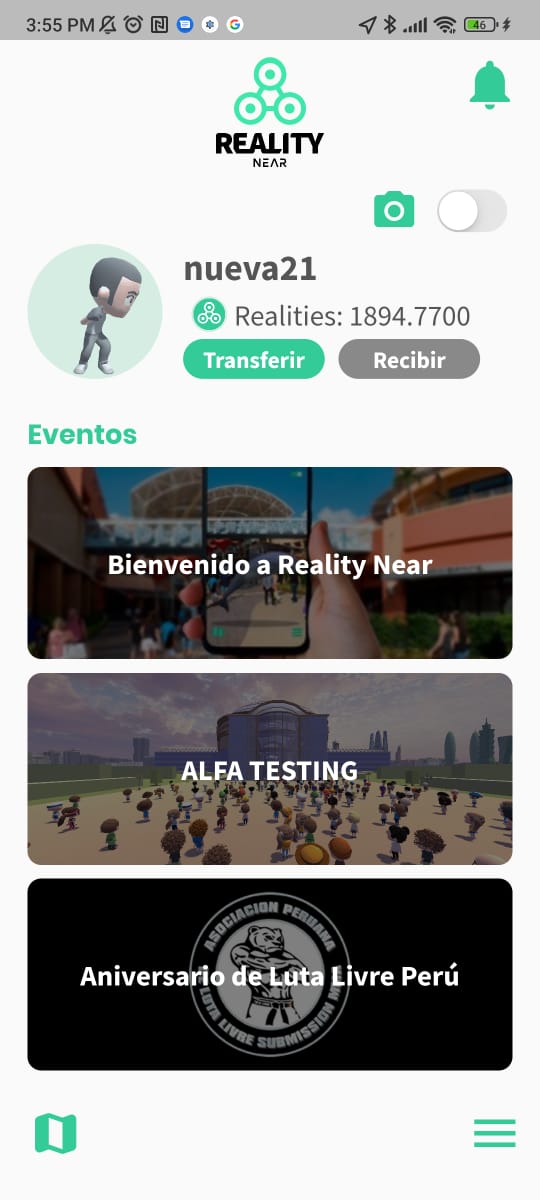 3:55 PM
46
REALITY
NEAR
nueva21
Realities: 1894.7700
Transferir
Recibir
Eventos
Bienvenido a Reality Near
ALFA TESTING
ASOCIACION PERUANA
Aniversario de Luta Livre Perú
LUTA LIVRE SUBMISSION